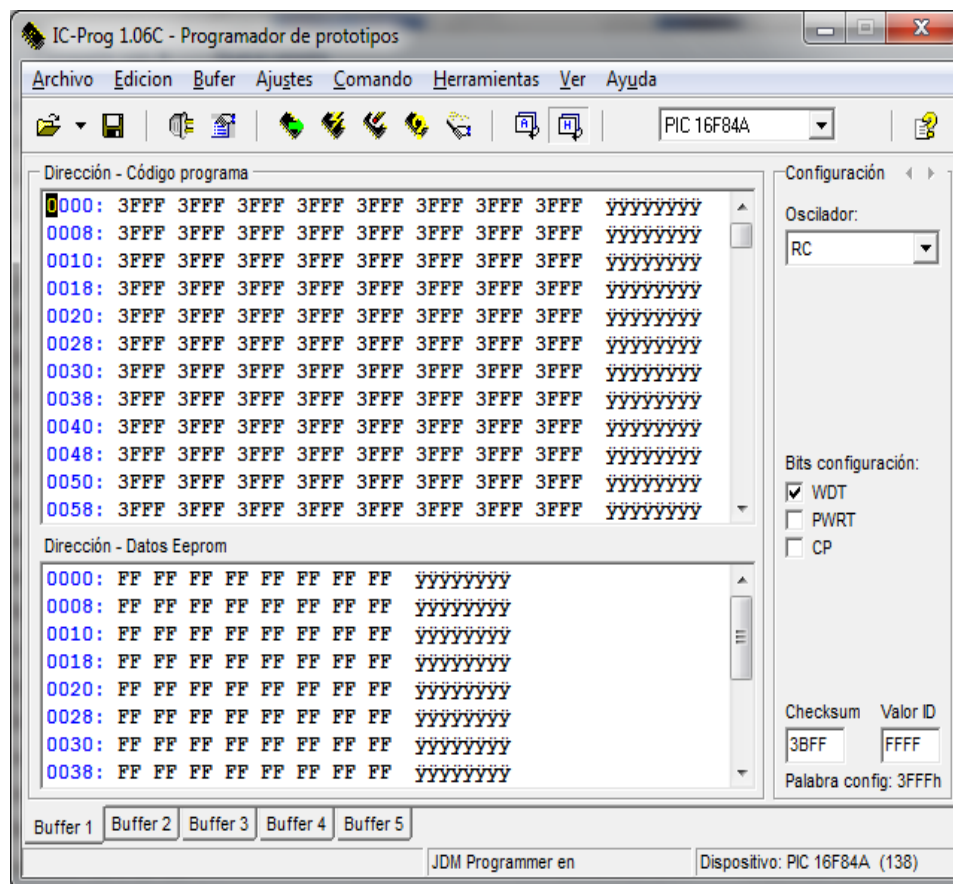 IC-Prog 1.06C - Programador de prototipos
Archivo Edicion Bufer Ajustes Comando Herramientas Ver Ayuda
PIC 16F84A
Dirección - Código programa
0000: 3FFF 3FFF 3FFF 3FFF 3FFF 3FFF 3FFF 3FFF ÿÿÿÿÿÿÿÿ
0008: 3FFF 3FFF 3FFF 3FFF 3FFF 3FFF 3FFF 3FFF ÿÿÿÿÿÿÿÿ
0010: 3FFF 3FFF 3FFF 3FFF 3FFF 3FFF 3FFF 3FFF ÿÿÿÿÿÿÿÿ
0018: 3FFF 3FFF 3FFF 3FFF 3FFF 3FFF 3FFF 3FFF ÿÿÿÿÿÿÿÿ
0020: 3FFF 3FFF 3FFF 3FFF 3FFF 3FFF 3FFF 3FFF ÿÿÿÿÿÿÿÿ
0028: 3FFF 3FFF 3FFF 3FFF 3FFF 3FFF 3FFF 3FFF ÿÿÿÿÿÿÿÿ
0030: 3FFF 3FFF 3FFF 3FFF 3FFF 3FFF 3FFF 3FFF ÿÿÿÿÿÿÿÿ
0038: 3FFF 3FFF 3FFF 3FFF 3FFF 3FFF 3FFF 3FFF ÿÿÿÿÿÿÿÿ
0040: 3FFF 3FFF 3FFF 3FFF 3FFF 3FFF 3FFF 3FFF ÿÿÿÿÿÿÿÿ
0048: 3FFF 3FFF 3FFF 3FFF 3FFF 3FFF 3FFF 3FFF ÿÿÿÿÿÿÿÿ
0050: 3FFF 3FFF 3FFF 3FFF 3FFF 3FFF 3FFF 3FFF ÿÿÿÿÿÿÿÿ
0058: 3FFF 3FFF 3FFF 3FFF 3FFF 3FFF 3FFF 3FFF ÿÿÿÿÿÿÿÿ
Dirección - Datos Eeprom
0000: FF FF FF FF FF FF FF FF ÿÿÿÿÿÿÿÿ
0008: FF FF FF FF FF FF FF FF ÿÿÿÿÿÿÿÿ
0010: FF FF FF FF FF FF FF FF ÿÿÿÿÿÿÿÿ
0018: FF FF FF FF FF FF FF FF ÿÿÿÿÿÿÿÿ
0020: FF FF FF FF FF FF FF FF ÿÿÿÿÿÿÿÿ
0028: FF FF FF FF FF FF FF FF ÿÿÿÿÿÿÿÿ
0030: FF FF FF FF FF FF FF FF ÿÿÿÿÿÿÿÿ
0038: FF FF FF FF FF FF FF FF ÿÿÿÿÿÿÿÿ
Configuración
Oscilador:
RC
Bits configuración:
WDT
PWRT
CP
Checksum Valor ID
3BFF FFFF
Palabra config: 3FFFh
Buffer 1 Buffer 2 Buffer 3 Buffer 4 Buffer 5
JDM Programmer en Dispositivo: PIC 16F84A (138)